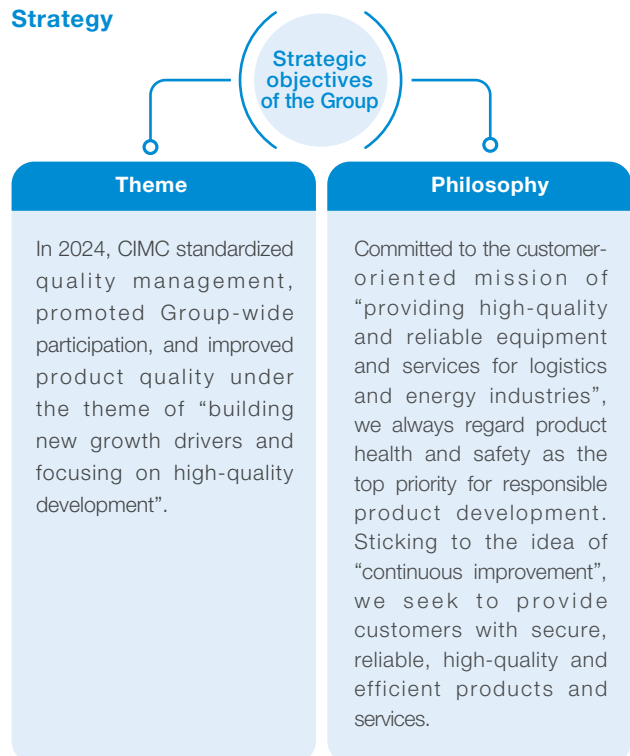 Strategy
Strategic
objectives
of the Group
Theme
In 2024, CIMC standardized
quality management,
promoted Group-wide
participation, and improved
product quality under
the theme of “building
new growth drivers and
focusing on high-quality
development”.
Philosophy
Committed to the customer-
oriented mission of
“providing high-quality
and reliable equipment
and services for logistics
and energy industries”,
we always regard product
health and safety as the
top priority for responsible
product development.
Sticking to the idea of
“continuous improvement”,
we seek to provide
customers with secure,
reliable, high-quality and
efficient products and
services.